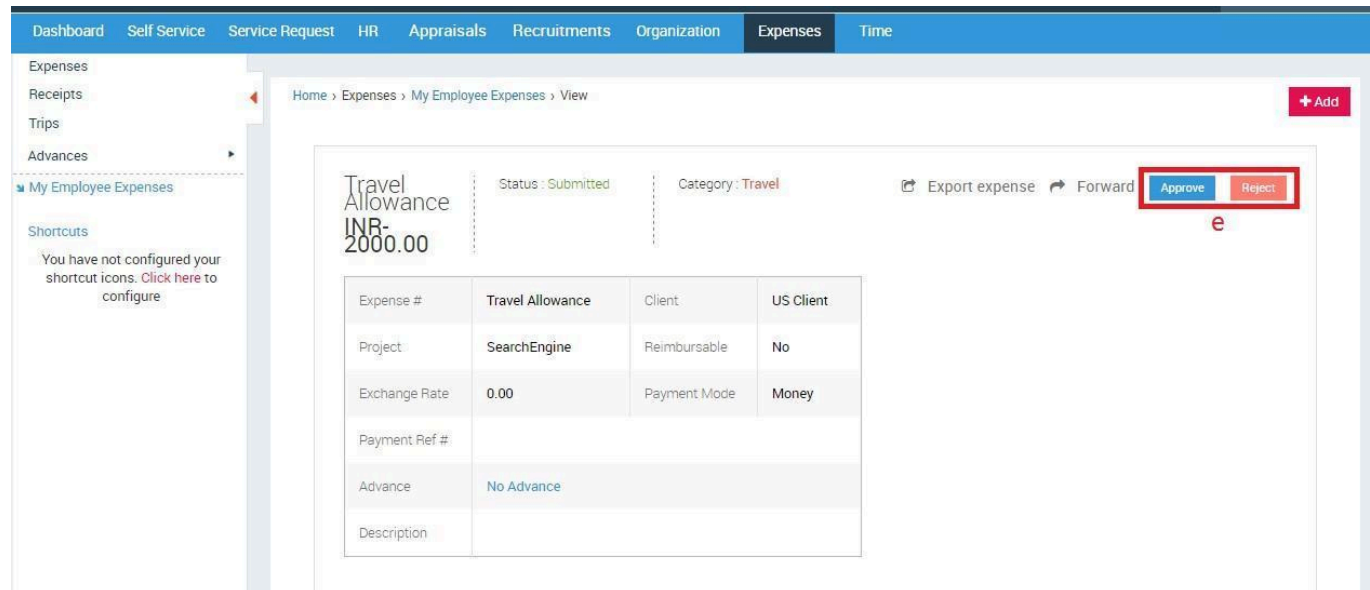 Dashboard Self Service Service Request HR Appraisals Recruitments Organization Expenses Time
Expenses
Receipts
Trips
Advances
My Employee Expenses
Shortcuts
You have not configured your
shortcut icons. Click here to
configure
Home › Expenses › My Employee Expenses › View
+ Add
Travel
Allowance
INR-
2000.00
Status : Submitted
Category : Travel
Export expense Forward Approve Reject
e
Expense # Travel Allowance Client US Client
Project SearchEngine Reimbursable No
Exchange Rate 0.00 Payment Mode Money
Payment Ref #
Advance No Advance
Description